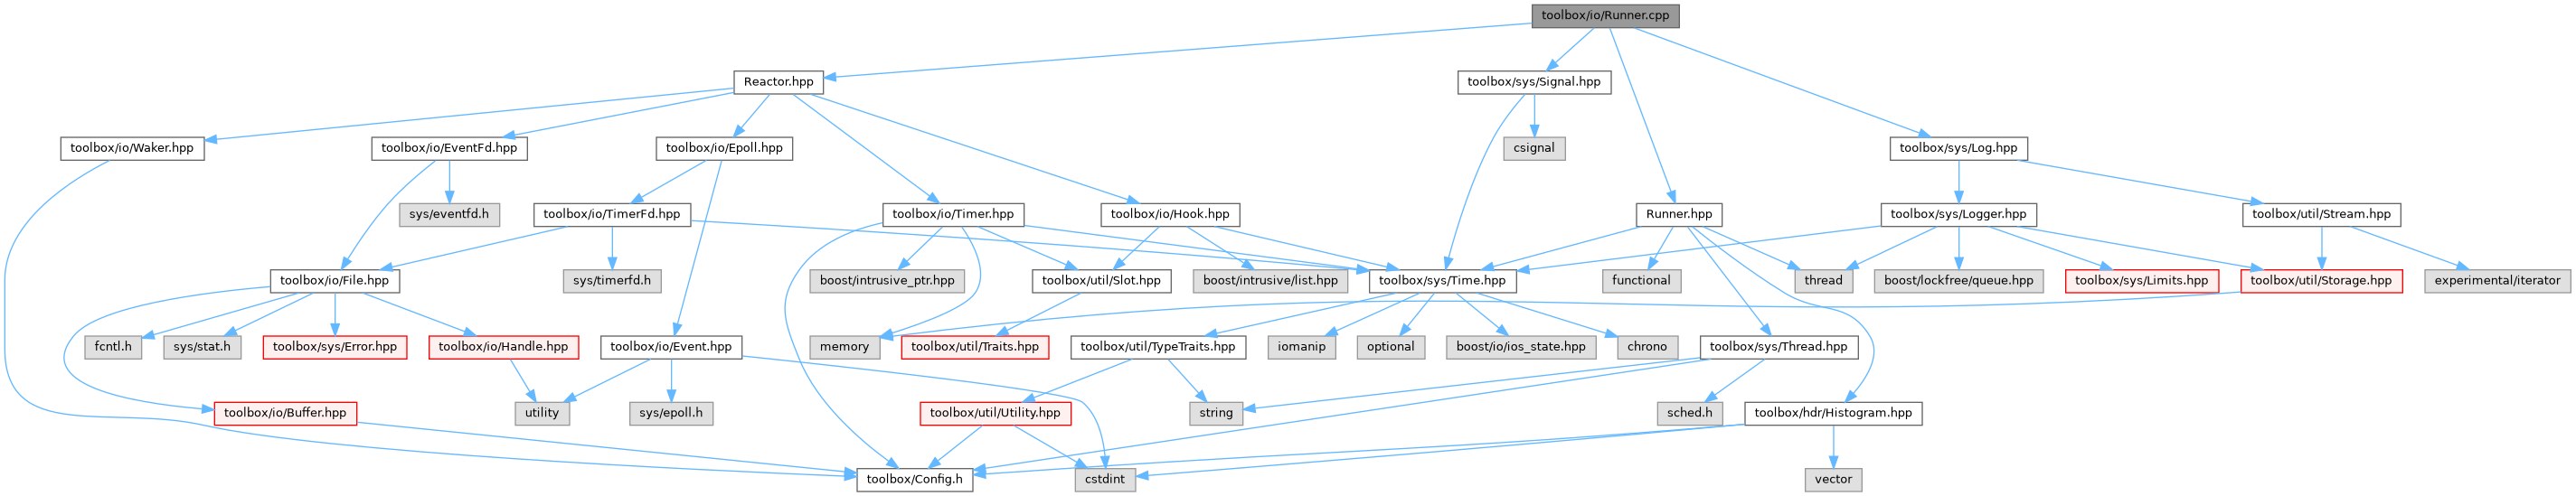 toolbox/io/Runner.cpp
Reactor.hpp
toolbox/sys/Signal.hpp
toolbox/io/Waker.hpp
toolbox/io/EventFd.hpp
toolbox/io/Epoll.hpp
csignal
toolbox/sys/Log.hpp
sys/eventfd.h
toolbox/io/TimerFd.hpp
toolbox/io/Timer.hpp
toolbox/io/Hook.hpp
Runner.hpp
toolbox/sys/Logger.hpp
toolbox/util/Stream.hpp
toolbox/io/File.hpp
sys/timerfd.h
boost/intrusive_ptr.hpp
toolbox/util/Slot.hpp
boost/intrusive/list.hpp
toolbox/sys/Time.hpp
functional
thread
boost/lockfree/queue.hpp
toolbox/sys/Limits.hpp
toolbox/util/Storage.hpp
experimental/iterator
fcntl.h
sys/stat.h
toolbox/sys/Error.hpp
toolbox/io/Handle.hpp
toolbox/io/Event.hpp
memory
toolbox/util/Traits.hpp
toolbox/util/TypeTraits.hpp
iomanip
optional
boost/io/ios_state.hpp
chrono
toolbox/sys/Thread.hpp
toolbox/io/Buffer.hpp
utility
sys/epoll.h
toolbox/util/Utility.hpp
string
sched.h
toolbox/hdr/Histogram.hpp
toolbox/Config.h
cstdint
vector